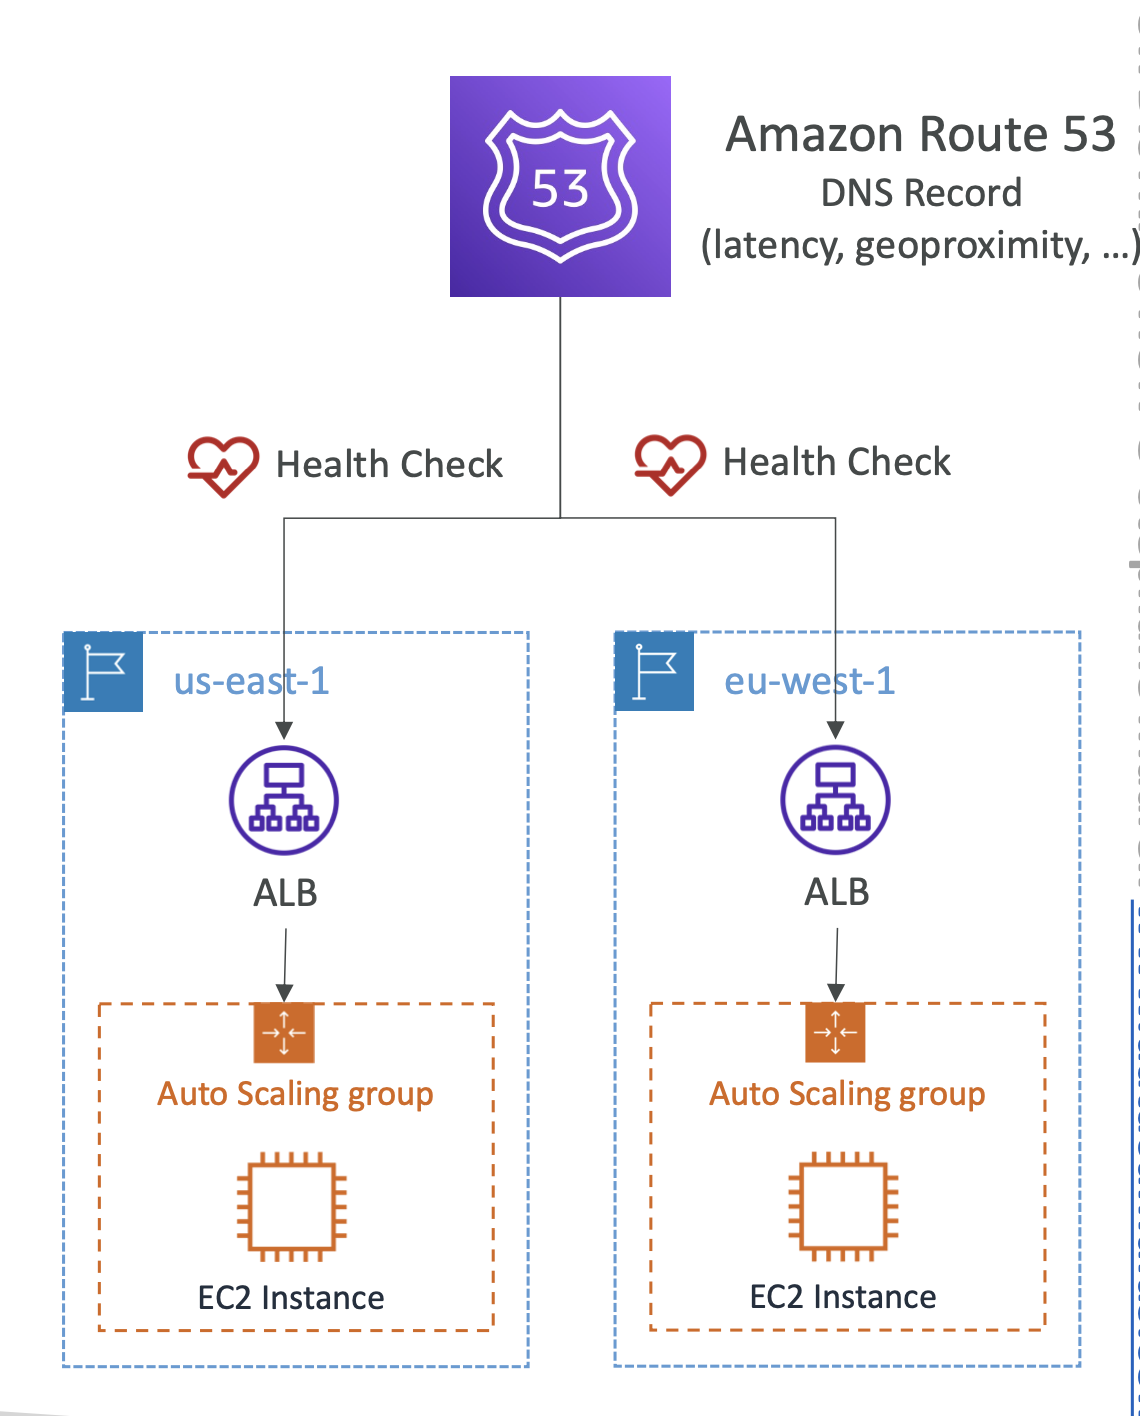 53
Amazon Route 53
DNS Record
(latency, geoproximity, ...)
Health Check
Health Check
us-east-1
eu-west-1
ALB
ALB
Auto Scaling group
Auto Scaling group
EC2 Instance
EC2 Instance